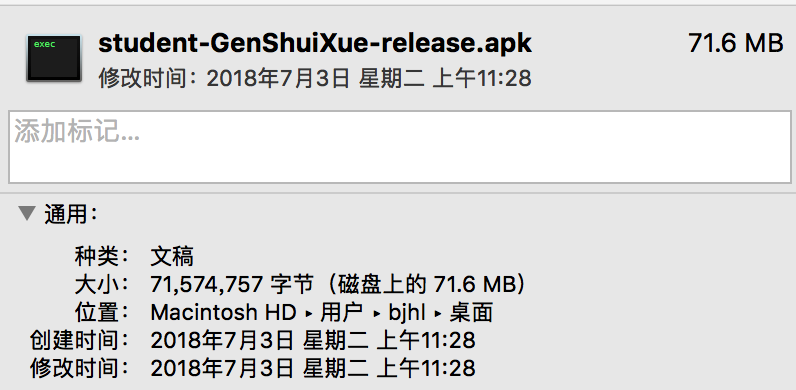 exec
student-GenShuiXue-release.apk 71.6 MB
修改时间：2018年7月3日 星期二 上午11:28
添加标记...
▼ 通用：
种类： 文稿
大小： 71,574,757 字节（磁盘上的 71.6 MB）
位置： Macintosh HD ▸ 用户 ▸ bjhl ▸ 桌面
创建时间： 2018年7月3日 星期二 上午11:28
修改时间： 2018年7月3日 星期二 上午11:28